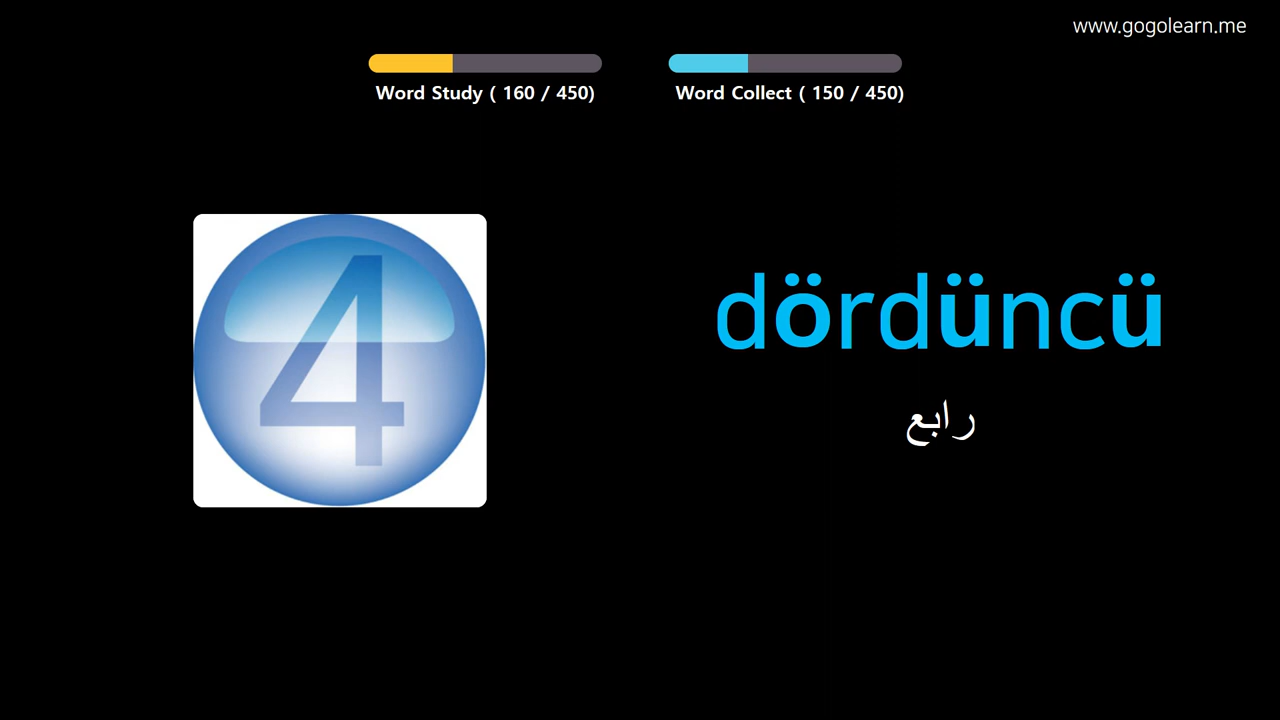 www.gogolearn.me
Word Study ( 160 / 450)
Word Collect ( 150 / 450)
4
dördüncü
رابع